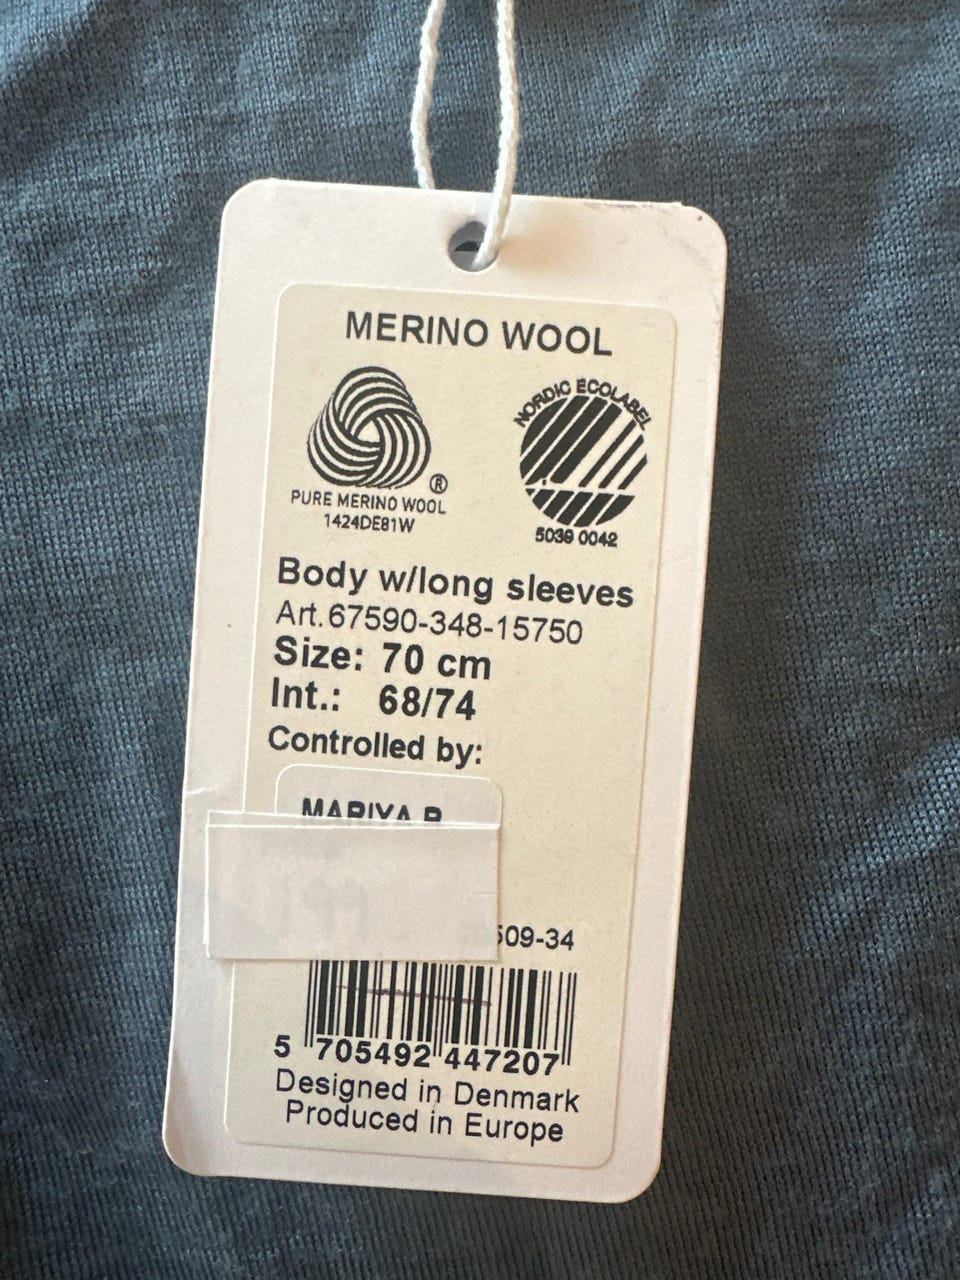 MERINO WOOL
PURE MERINO WOOL
1424DE81W
®
NORDIC ECOLABEL
5039 0042
Body w/long sleeves
Art.67590-348-15750
Size: 70 cm
Int.: 68/74
Controlled by:
MARIYA
509-34
5 705492 447207
Designed in Denmark
Produced in Europe